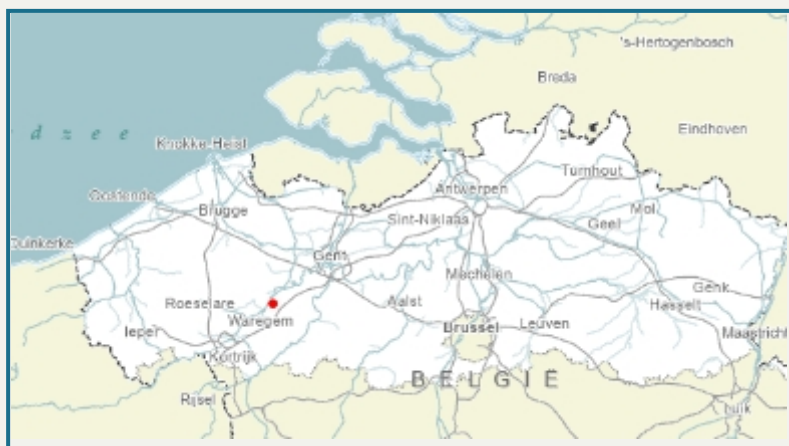 's-Hertogenbosch
Breda
d z e e
Eindhoven
Knokke-Heist
Turnhout
Antwerpen
Oostende
Brugge
Mol
Sint-Niklaas
Geel
Duinkerke
Gent
Mechelen
Genk
Roeselare
Aalst
Hasselt
Waregem
Brussel
Leuven
Ieper
Maastricht
Kortrijk
BELGIË
Rijsel
Luik